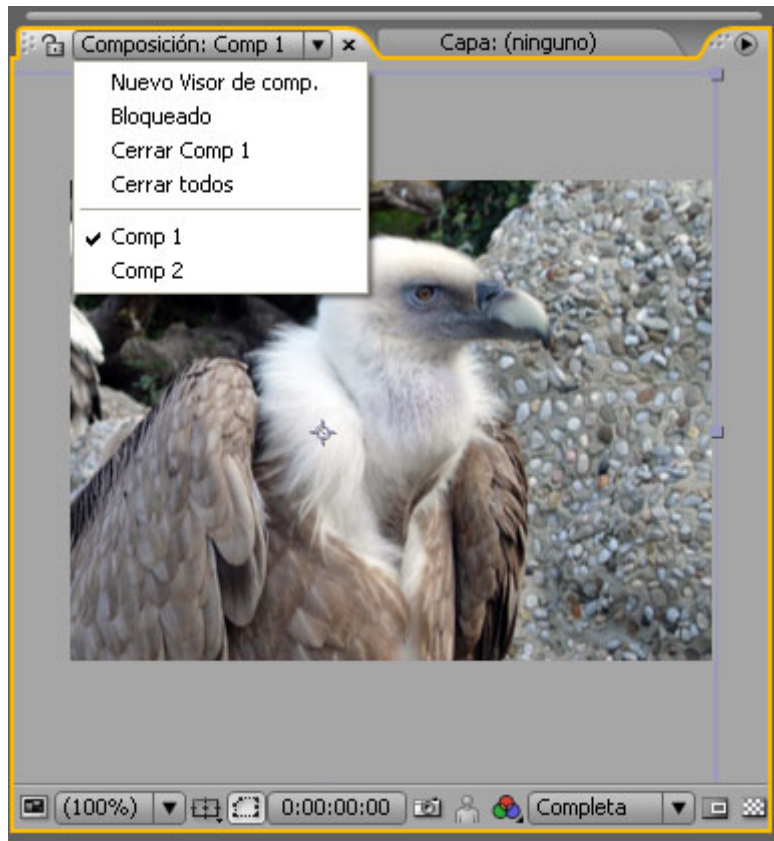 Composición: Comp 1
Capa: (ninguno)
Nuevo Visor de comp.
Bloqueado
Cerrar Comp 1
Cerrar todos
Comp 1
Comp 2
(100%)
0:00:00:00
Completa